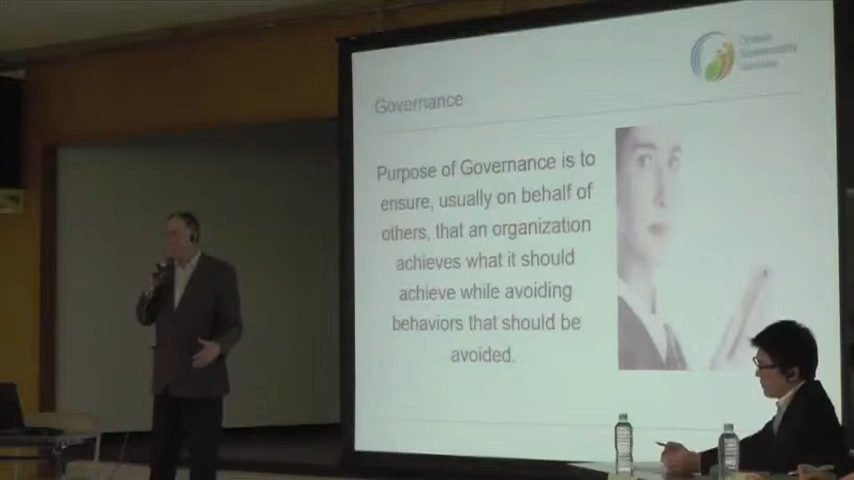 Governance
Purpose of Governance is to
ensure, usually on behalf of
others, that an organization
achieves what it should
achieve while avoiding
behaviors that should be
avoided.